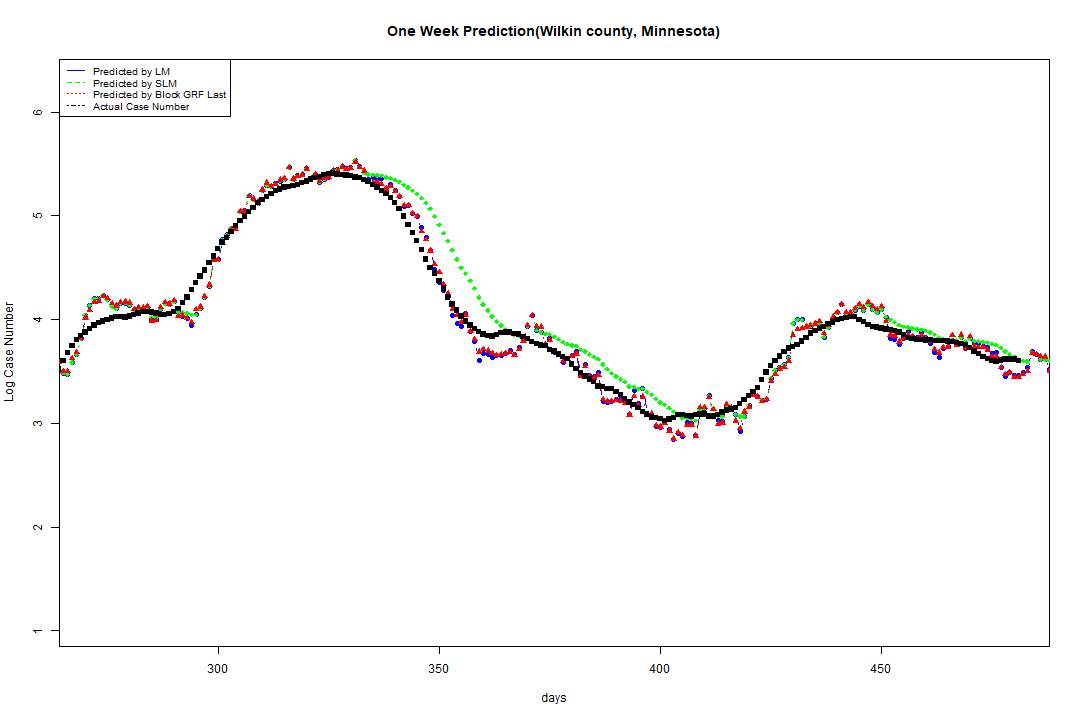 One Week Prediction(Wilkin county, Minnesota)
Predicted by LM
Predicted by SLM
Predicted by Block GRF Last
Actual Case Number
Log Case Number
6
5
4
3
2
1
300 350 400 450
days